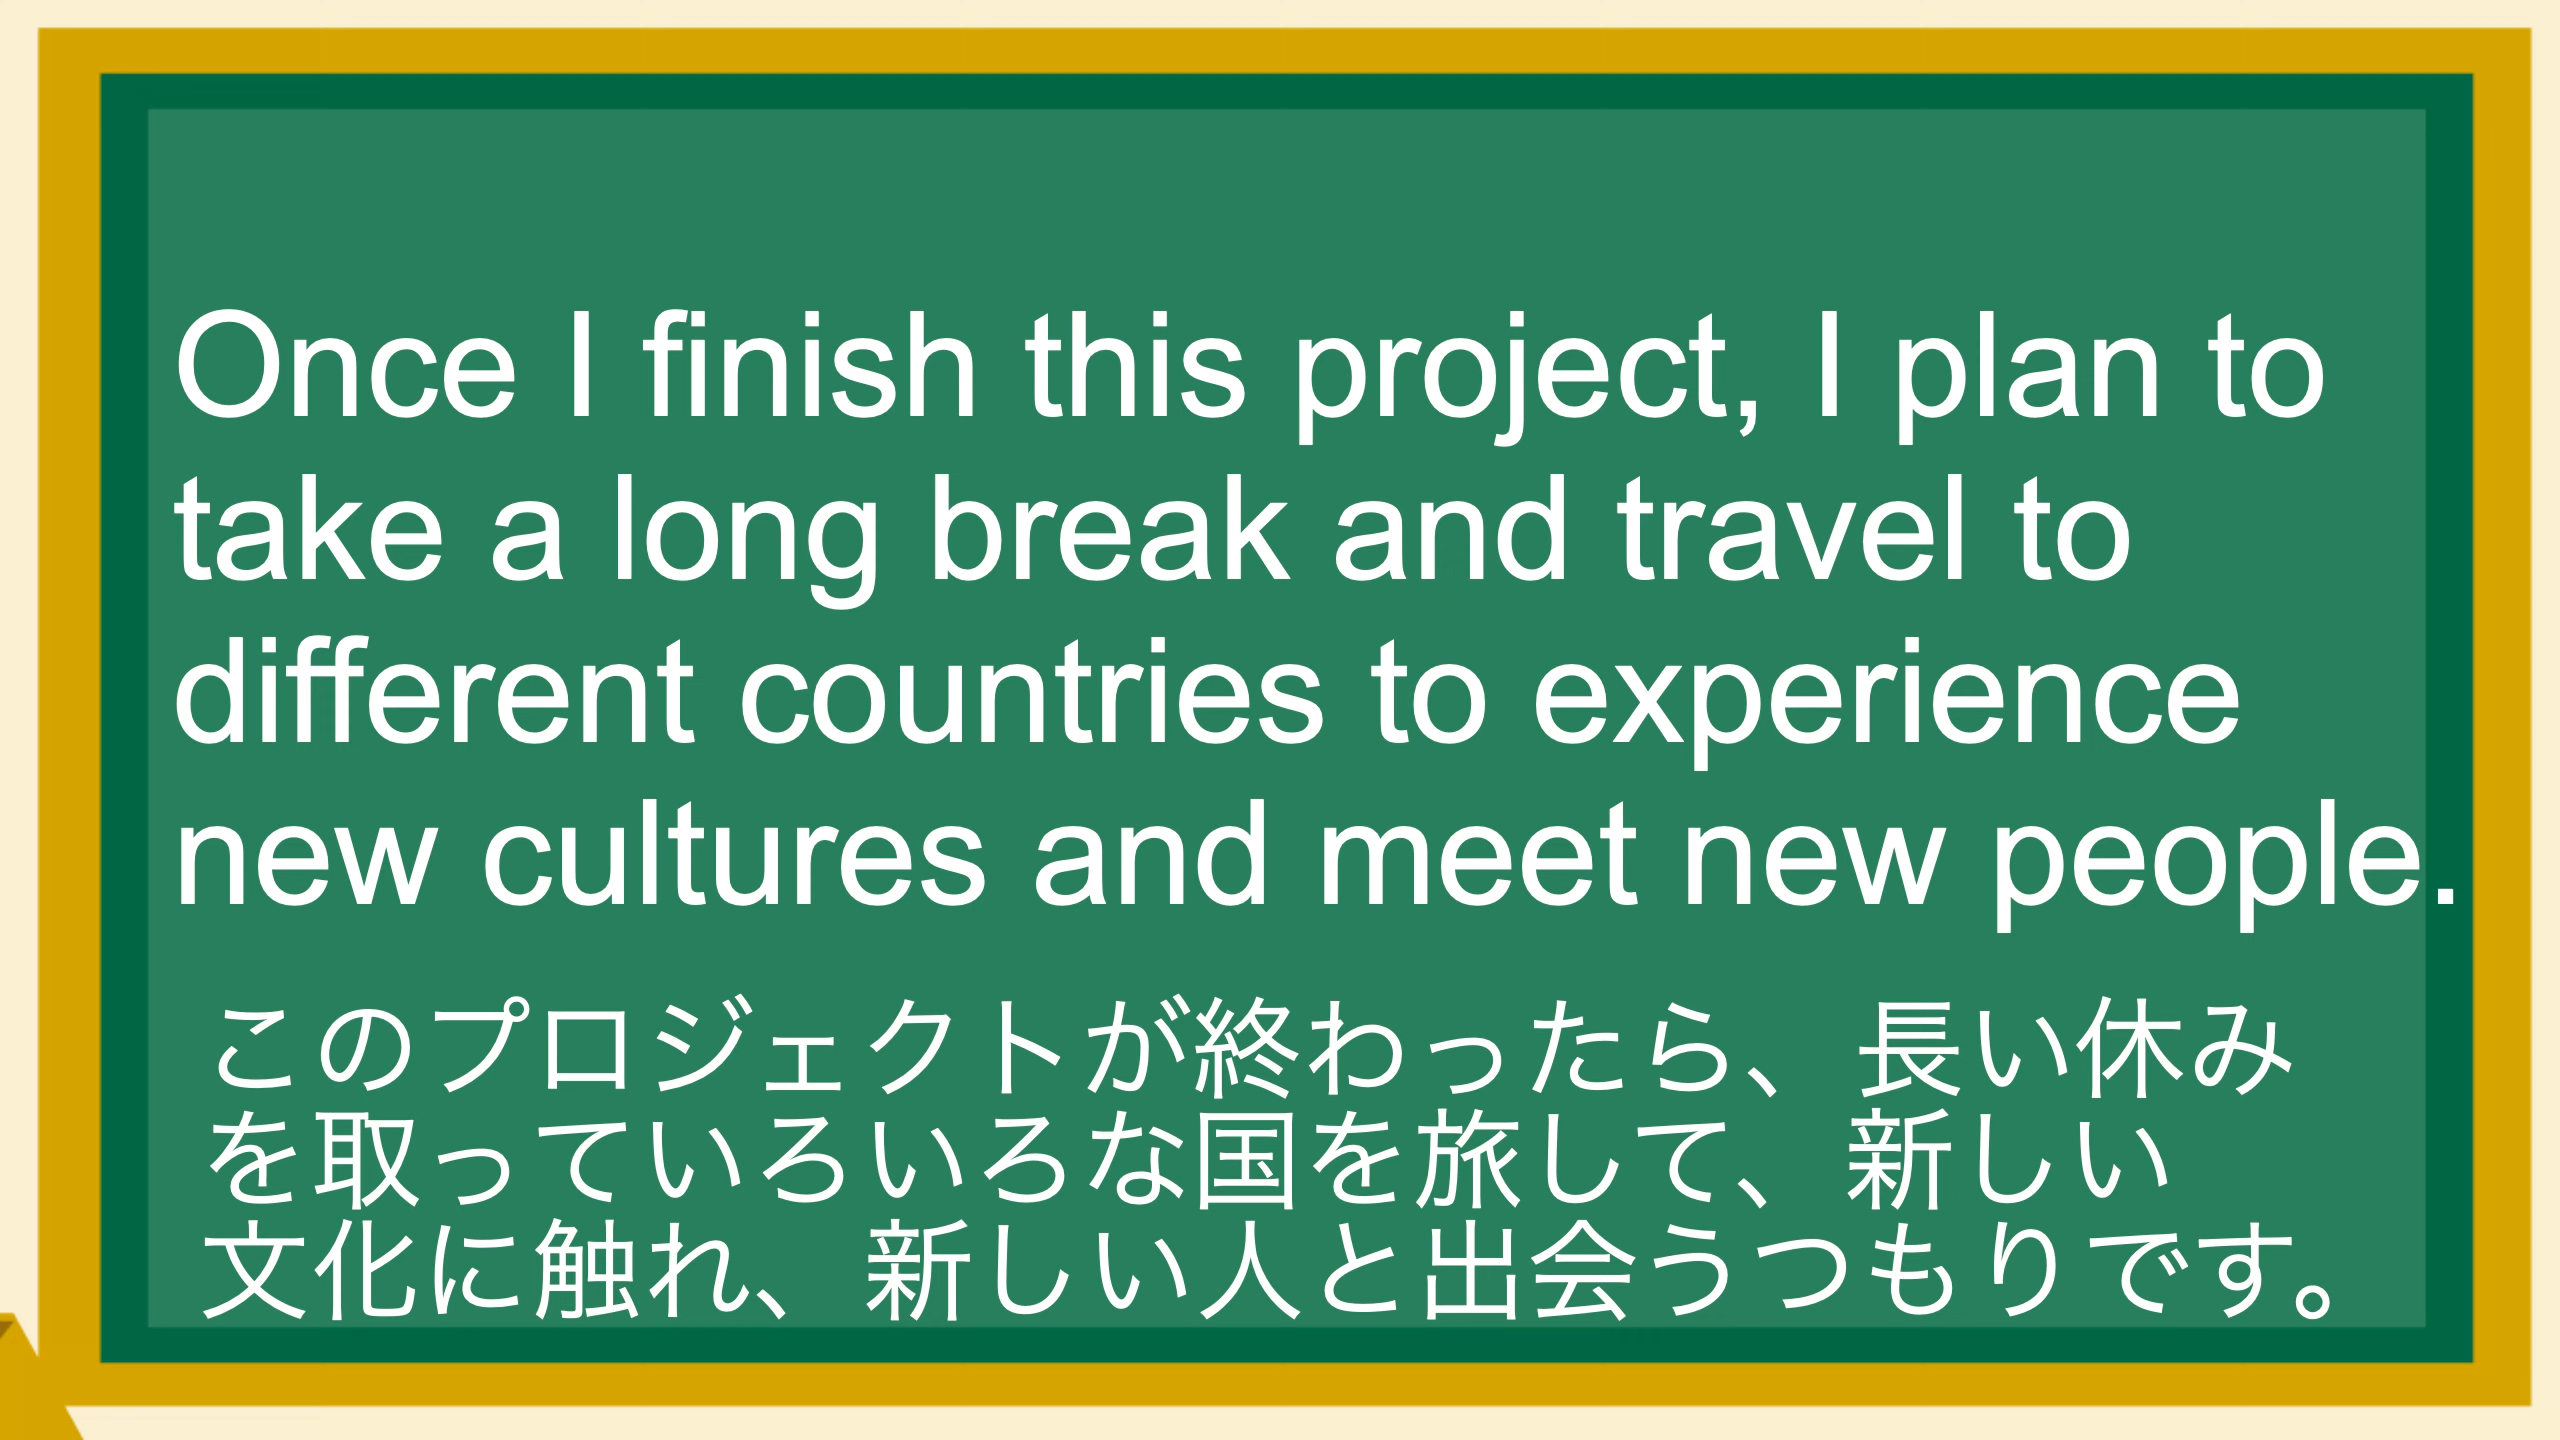 Once I finish this project, I plan to
take a long break and travel to
different countries to experience
new cultures and meet new people.
このプロジェクトが終わったら、長い休み
を取っていろいろな国を旅して、新しい
文化に触れ、新しい人と出会うつもりです。